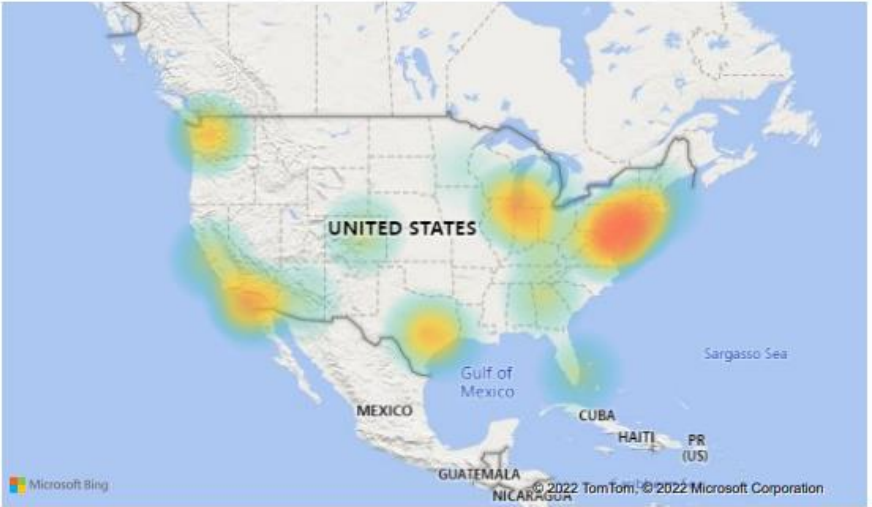 UNITED STATES
Sargasso Sea
Gulf of
Mexico
MEXICO
CUBA
HAITI
PR
(US)
Microsoft Bing
GUATEMALA
NICARAGUA
© 2022 TomTom, © 2022 Microsoft Corporation